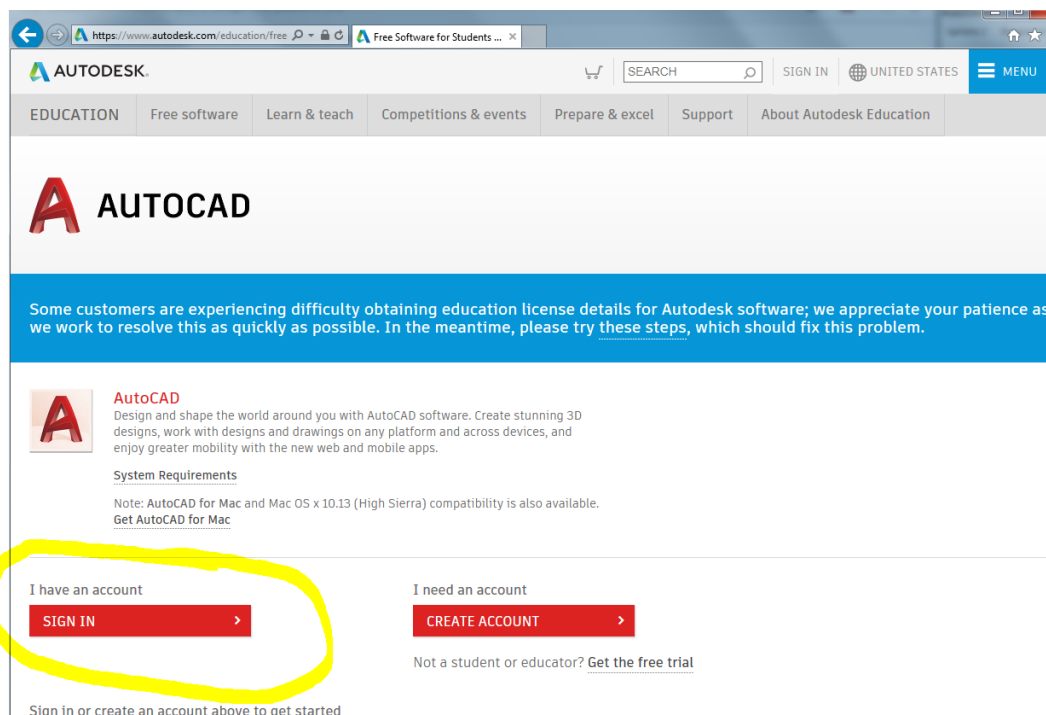 https://www.autodesk.com/education/free
Free Software for Students ...
AUTODESK.
SEARCH
SIGN IN
UNITED STATES
MENU
EDUCATION
Free software
Learn & teach
Competitions & events
Prepare & excel
Support
About Autodesk Education
AUTOCAD
Some customers are experiencing difficulty obtaining education license details for Autodesk software; we appreciate your patience as
we work to resolve this as quickly as possible. In the meantime, please try these steps, which should fix this problem.
AutoCAD
Design and shape the world around you with AutoCAD software. Create stunning 3D
designs, work with designs and drawings on any platform and across devices, and
enjoy greater mobility with the new web and mobile apps.
System Requirements
Note: AutoCAD for Mac and Mac OS x 10.13 (High Sierra) compatibility is also available.
Get AutoCAD for Mac
I have an account
SIGN IN
I need an account
CREATE ACCOUNT
Not a student or educator? Get the free trial
Sign in or create an account above to get started